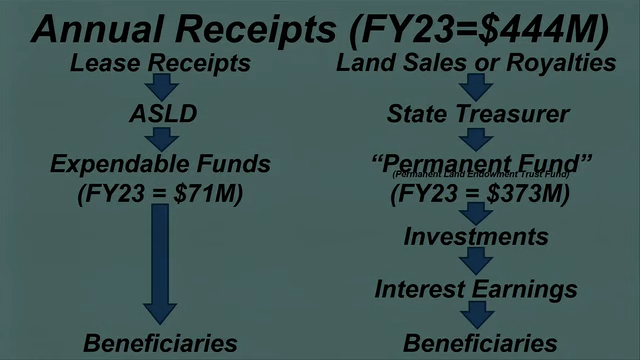 Annual Receipts (FY23=$444M)
Lease Receipts
ASLD
Expendable Funds
(FY23 = $71M)
Beneficiaries
Land Sales or Royalties
State Treasurer
“Permanent Fund”
(Permanent Land Endowment Trust Fund)
(FY23 = $373M)
Investments
Interest Earnings
Beneficiaries